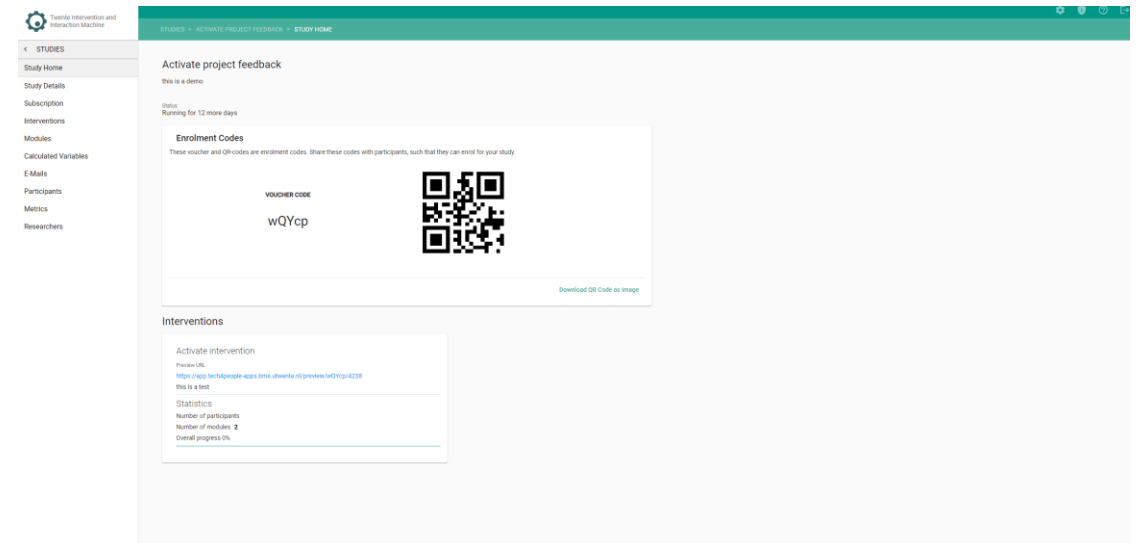 Twente Intervention and
Interaction Machine
STUDIES
Study Home
Study Details
Subscription
Interventions
Modules
Calculated Variables
E-Mails
Participants
Metrics
Researchers
STUDIES > ACTIVATE PROJECT FEEDBACK > STUDY HOME
Activate project feedback
this is a demo
Status
Running for 12 more days
Enrolment Codes
These voucher and QR-codes are enrolment codes. Share these codes with participants, such that they can enrol for your study.
VOUCHER CODE
wQYcp
Download QR Code as Image
Interventions
Activate intervention
Preview URL
https://app.tech4people-apps.bms.utwente.nl/preview/wQYcp/4238
this is a test
Statistics
Number of participants
Number of modules 2
Overall progress 0%